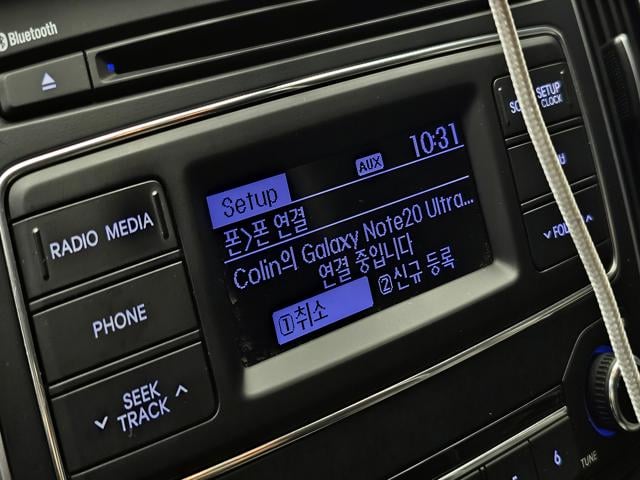 Bluetooth
Setup
AUX
10:31
폰>폰 연결
Colin의 Galaxy Note20 Ultra...
연결 중입니다
①취소
②신규 등록
RADIO
MEDIA
PHONE
SEEK
TRACK
SETUP
CLOCK
6
TUNE